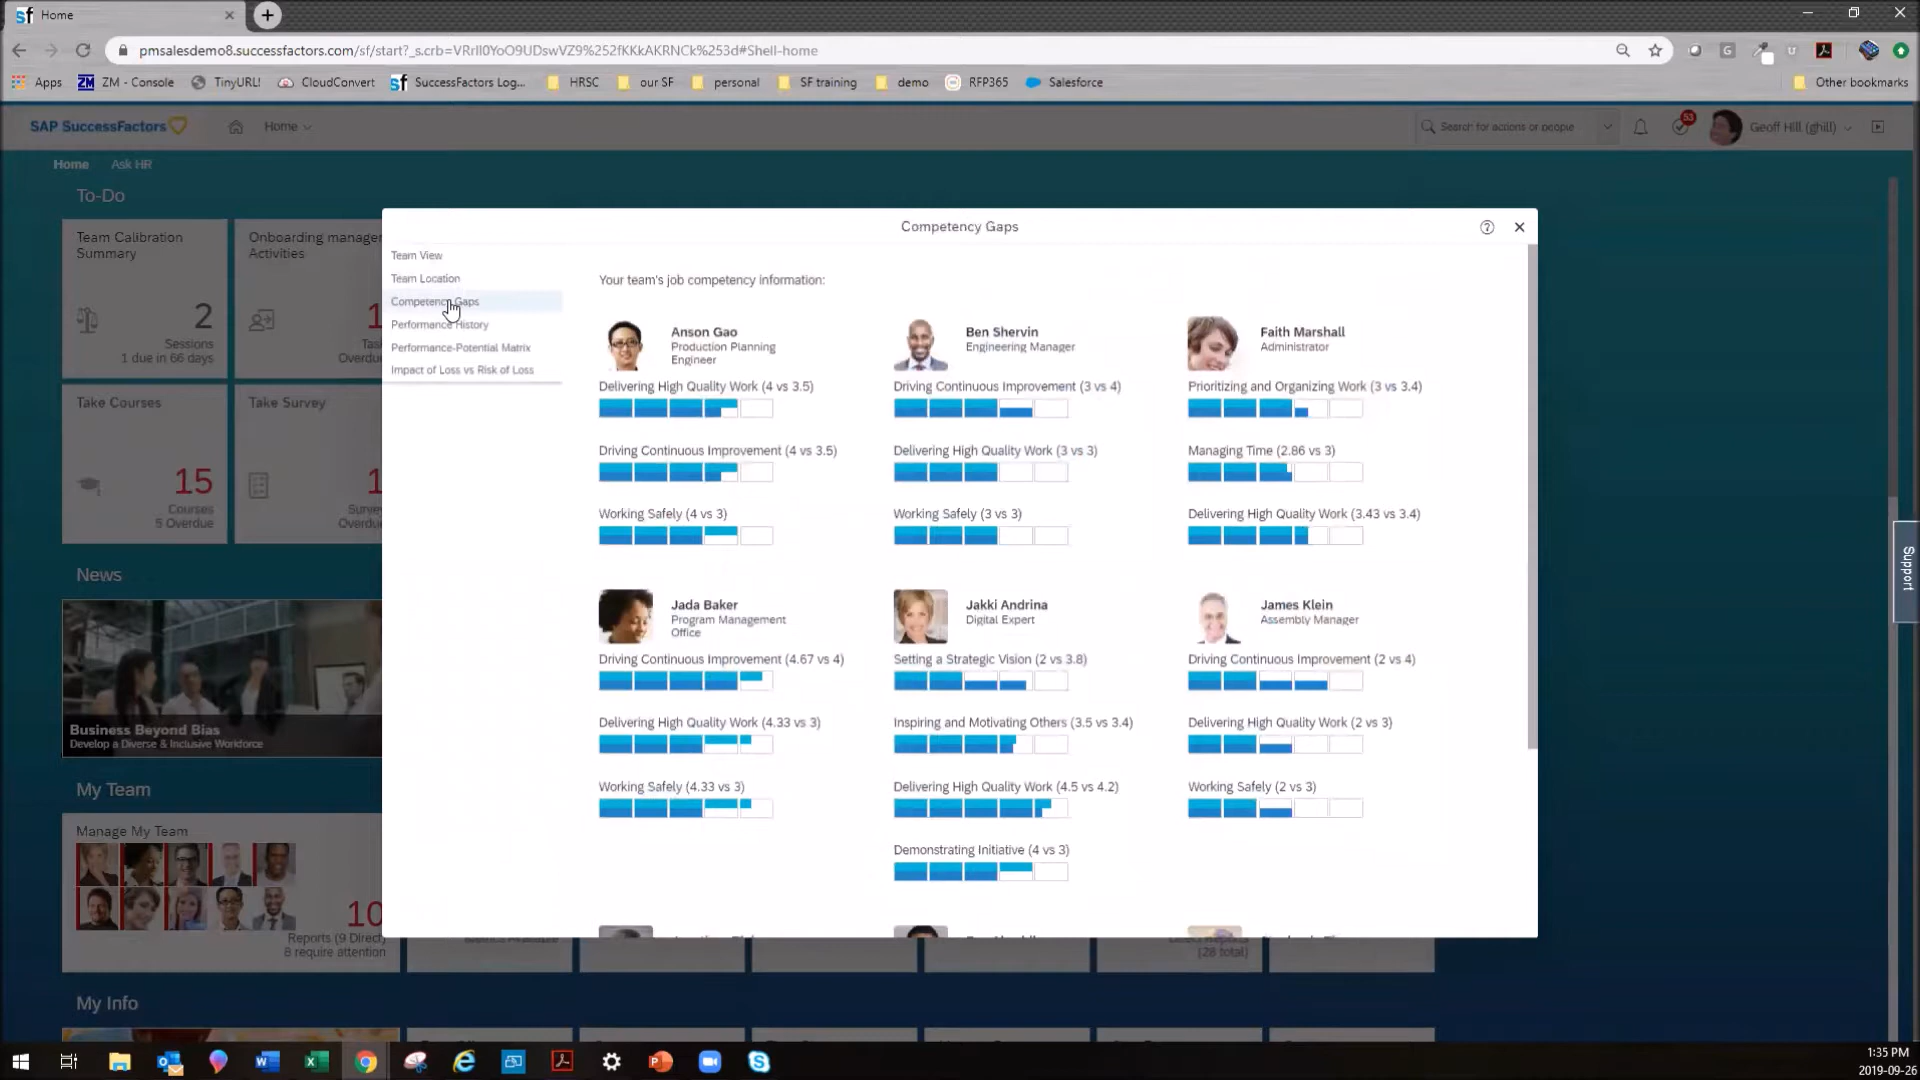 Home
pmsalesdemo8.successfactors.com/sf/start?_s.crb=VRrIl0YoO9UDswVZ9%252fKKkAKRNCk%253d#Shell-home
Apps ZM - Console TinyURL! CloudConvert SuccessFactors Log... HRSC our SF personal SF training demo RFP365 Salesforce Other bookmarks
SAP SuccessFactors Home Search for actions or people 53 Geoff Hill (ghill)
Home Ask HR
To-Do
Team Calibration
Summary
2
Sessions
1 due in 66 days
Onboarding manage
Activities
Overdu
Take Courses
15
Courses
5 Overdue
Take Survey
Overdu
News
Business Beyond Bias
Develop a Diverse & Inclusive Workforce
My Team
Manage My Team
10
Reports (9 Direct)
8 require attention
(28 total)
My Info
Competency Gaps
Team View
Team Location
Competency Gaps
Performance History
Performance-Potential Matrix
Impact of Loss vs Risk of Loss
Your team's job competency information:
Anson Gao
Production Planning
Engineer
Delivering High Quality Work (4 vs 3.5)
Driving Continuous Improvement (4 vs 3.5)
Working Safely (4 vs 3)
Ben Shervin
Engineering Manager
Driving Continuous Improvement (3 vs 4)
Delivering High Quality Work (3 vs 3)
Working Safely (3 vs 3)
Faith Marshall
Administrator
Prioritizing and Organizing Work (3 vs 3.4)
Managing Time (2.86 vs 3)
Delivering High Quality Work (3.43 vs 3.4)
Jada Baker
Program Management
Office
Driving Continuous Improvement (4.67 vs 4)
Delivering High Quality Work (4.33 vs 3)
Working Safely (4.33 vs 3)
Jakki Andrina
Digital Expert
Setting a Strategic Vision (2 vs 3.8)
Inspiring and Motivating Others (3.5 vs 3.4)
Delivering High Quality Work (4.5 vs 4.2)
Demonstrating Initiative (4 vs 3)
James Klein
Assembly Manager
Driving Continuous Improvement (2 vs 4)
Delivering High Quality Work (2 vs 3)
Working Safely (2 vs 3)
Support
1:35 PM
2019-09-26